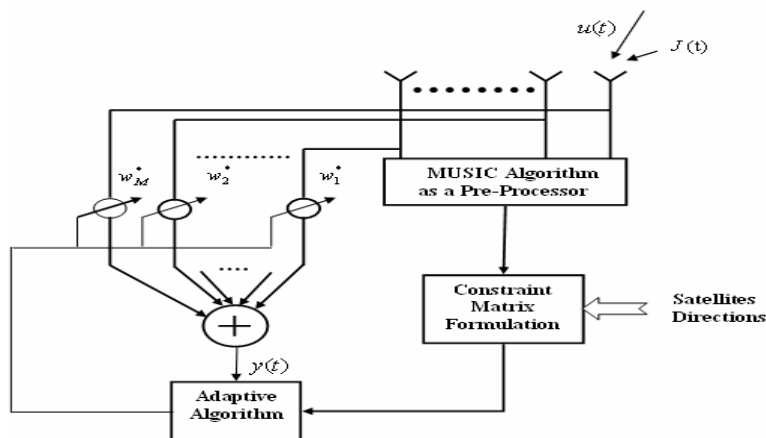 u(t)
J (t)
MUSIC Algorithm
as a Pre-Processor
w*M
w*2
w*1
Constraint
Matrix
Formulation
Satellites
Directions
+
y(t)
Adaptive
Algorithm